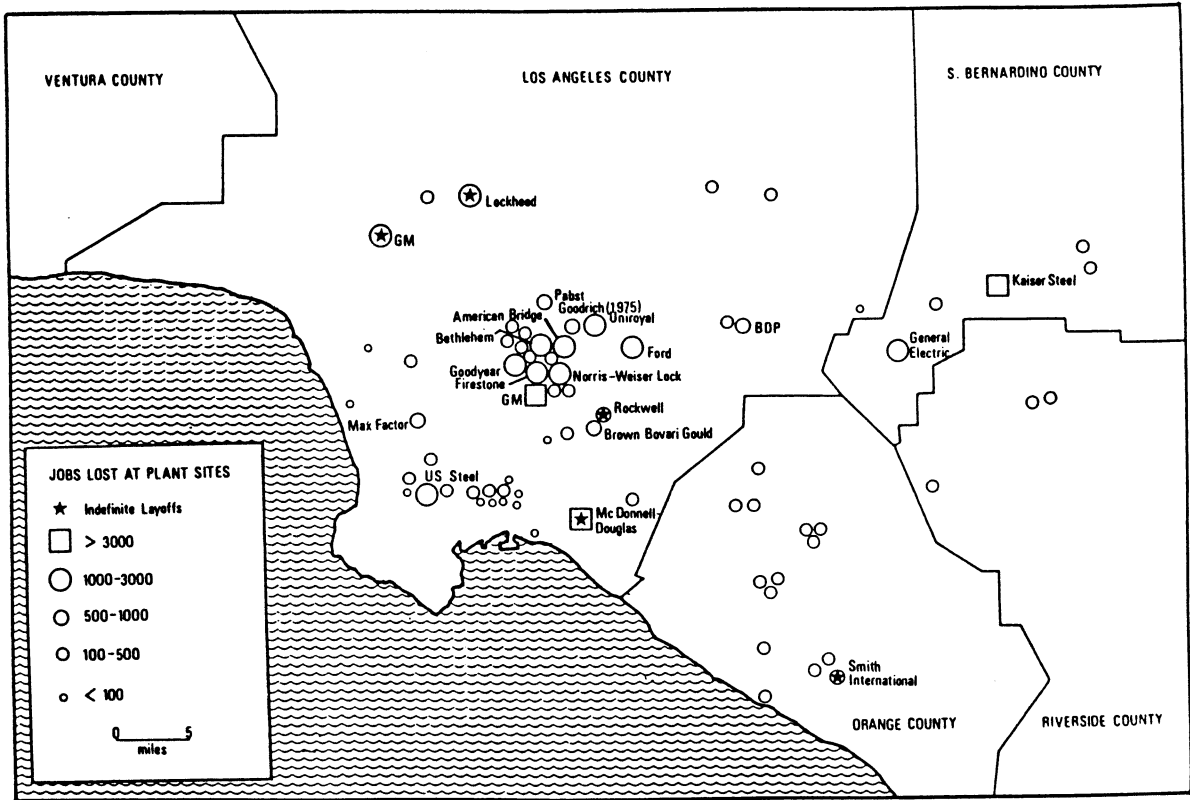 VENTURA COUNTY
LOS ANGELES COUNTY
S. BERNARDINO COUNTY
Lockheed
GM
Kaiser Steel
Pabst
Goodrich (1975)
American Bridge
Uniroyal
Bethlehem
BDP
General
Electric
Ford
Goodyear
Firestone
Norris-Weiser Lock
GM
Rockwell
Max Factor
Brown Bovari Gould
US Steel
Mc Donnell-
Douglas
JOBS LOST AT PLANT SITES
Indefinite Layoffs
> 3000
1000-3000
500-1000
100-500
< 100
0 5
miles
Smith
International
ORANGE COUNTY
RIVERSIDE COUNTY